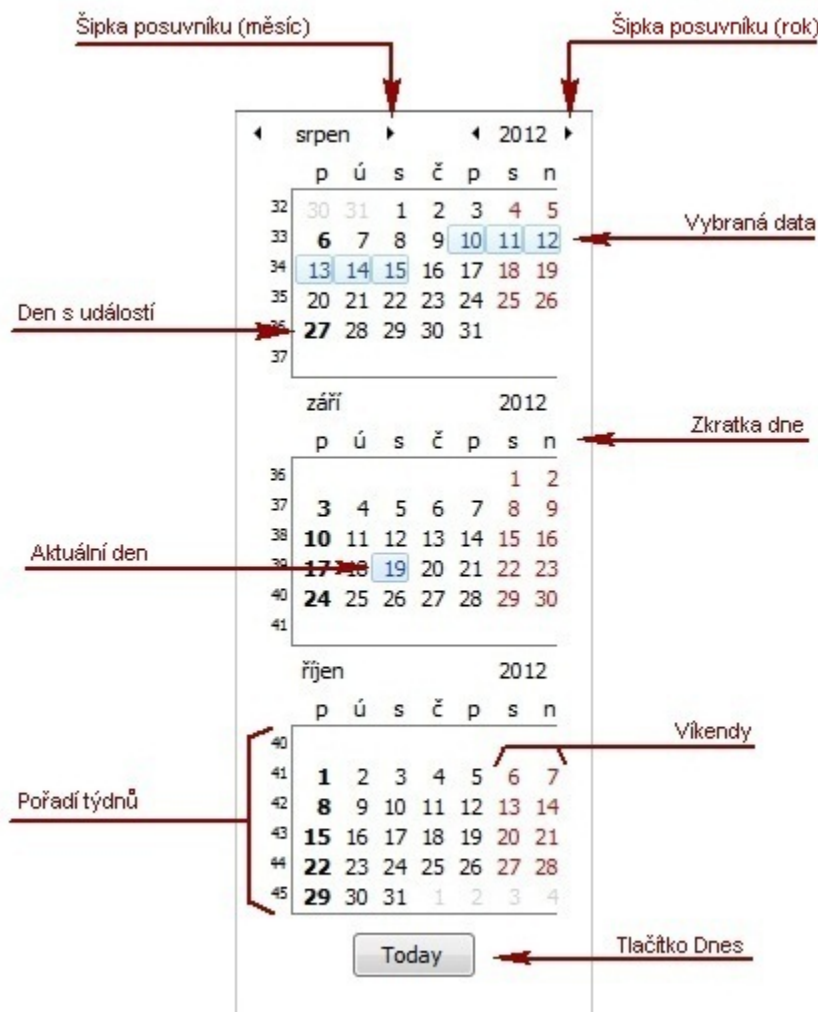 Šipka posuvníku (měsíc)
Šipka posuvníku (rok)
srpen 2012
p ú s č p s n
32 30 31 1 2 3 4 5
33 6 7 8 9 10 11 12
Vybraná data
34 13 14 15 16 17 18 19
35 20 21 22 23 24 25 26
Den s událostí
36 27 28 29 30 31
37
září 2012
Zkratka dne
p ú s č p s n
36 1 2
37 3 4 5 6 7 8 9
38 10 11 12 13 14 15 16
Aktuální den
39 17 18 19 20 21 22 23
40 24 25 26 27 28 29 30
41
říjen 2012
p ú s č p s n
Víkendy
40
41 1 2 3 4 5 6 7
Pořadí týdnů
42 8 9 10 11 12 13 14
43 15 16 17 18 19 20 21
44 22 23 24 25 26 27 28
45 29 30 31 1 2 3 4
Tlačítko Dnes
Today